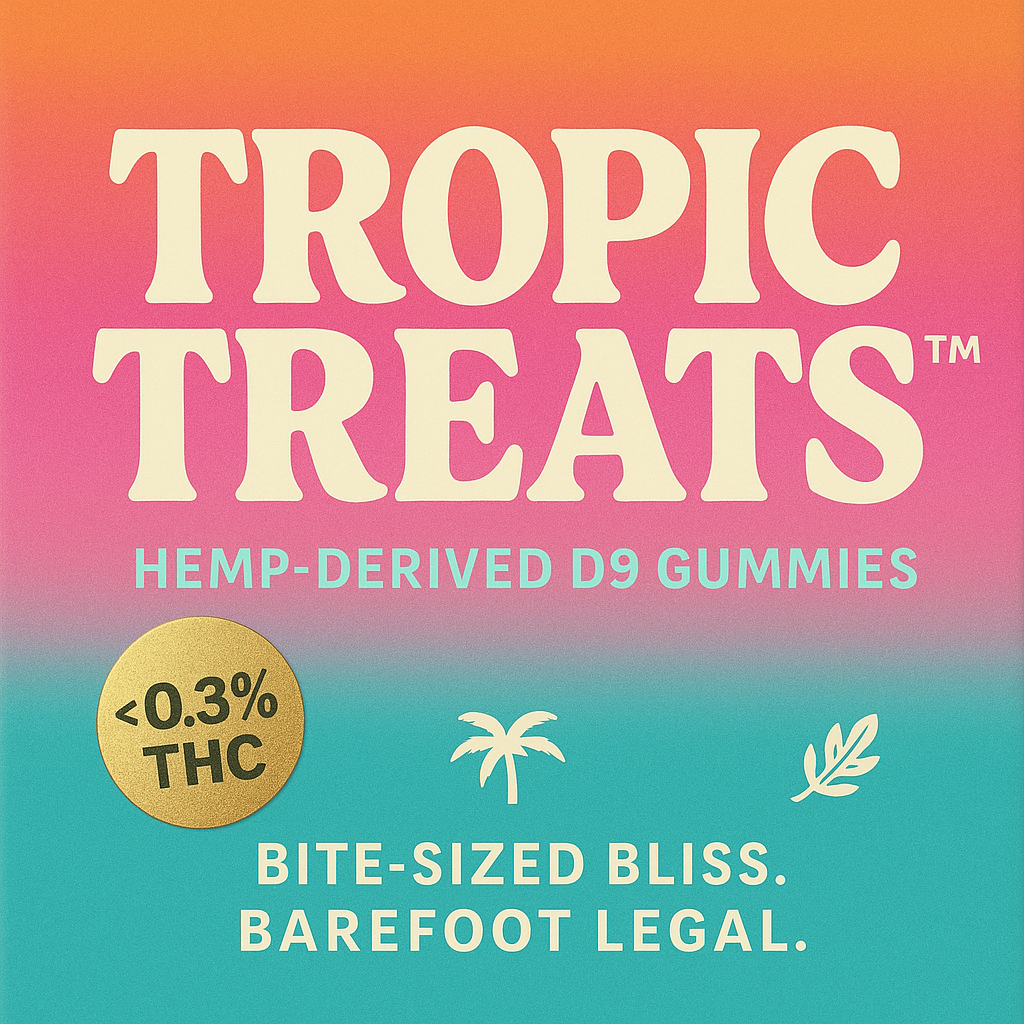 TROPIC
TREATS™
HEMP-DERIVED D9 GUMMIES
<0.3%
THC
BITE-SIZED BLISS.
BAREFOOT LEGAL.